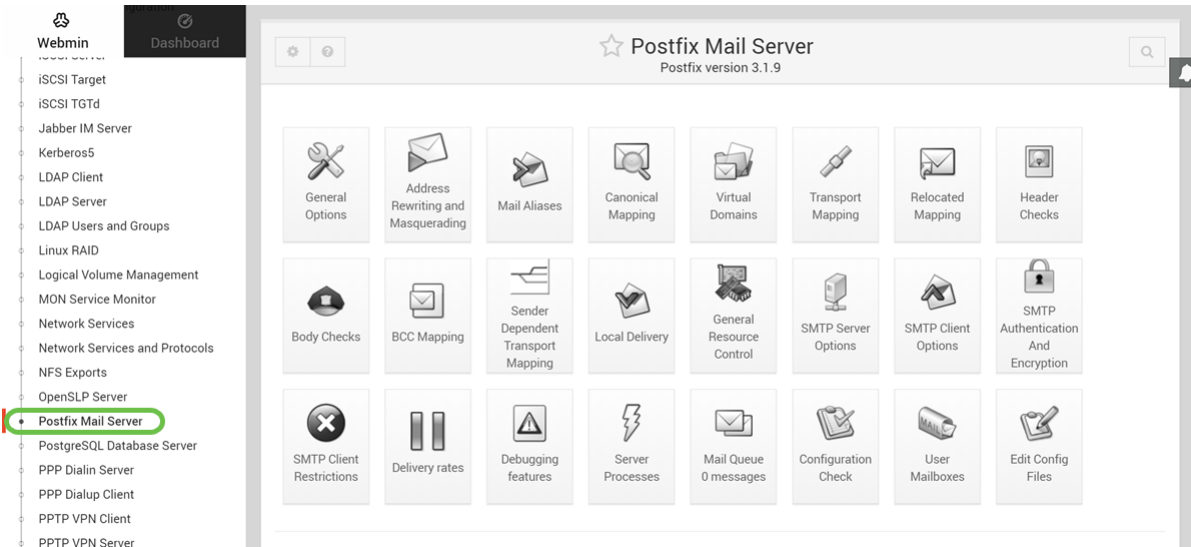 Webmin
Dashboard
iSCSI Server
iSCSI Target
iSCSI TGTd
Jabber IM Server
Kerberos5
LDAP Client
LDAP Server
LDAP Users and Groups
Linux RAID
Logical Volume Management
MON Service Monitor
Network Services
Network Services and Protocols
NFS Exports
OpenSLP Server
Postfix Mail Server
PostgreSQL Database Server
PPP Dialin Server
PPP Dialup Client
PPTP VPN Client
PPTP VPN Server
Postfix Mail Server
Postfix version 3.1.9
General
Options
Address
Rewriting and
Masquerading
Mail Aliases
Canonical
Mapping
Virtual
Domains
Transport
Mapping
Relocated
Mapping
Header
Checks
Body Checks
BCC Mapping
Sender
Dependent
Transport
Mapping
Local Delivery
General
Resource
Control
SMTP Server
Options
SMTP Client
Options
SMTP
Authentication
And
Encryption
SMTP Client
Restrictions
Delivery rates
Debugging
features
Server
Processes
Mail Queue
0 messages
Configuration
Check
MAIL
User
Mailboxes
Edit Config
Files